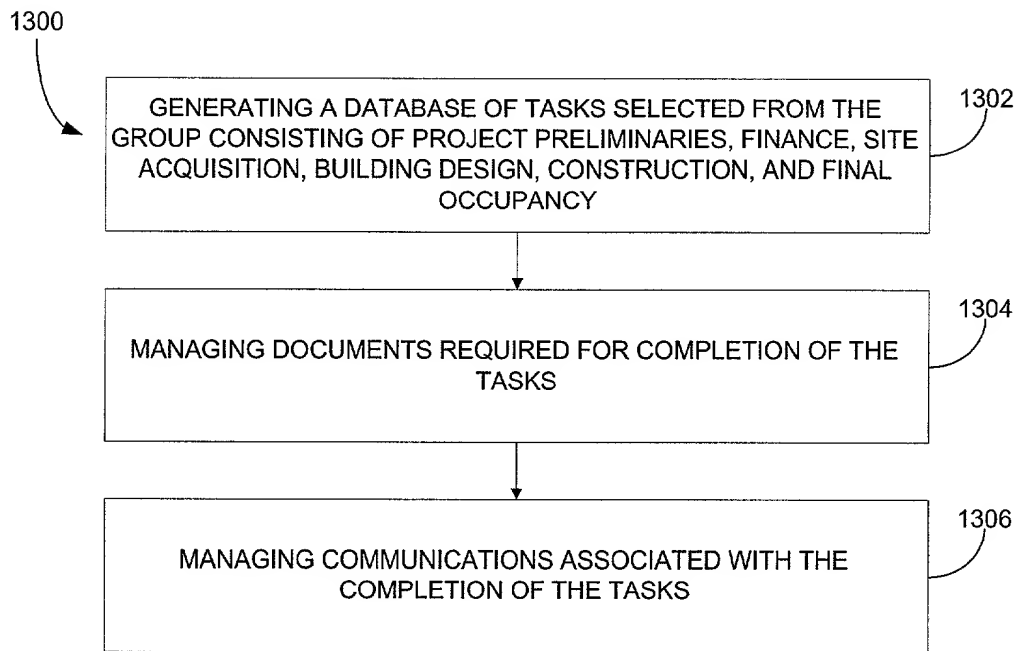 1300
GENERATING A DATABASE OF TASKS SELECTED FROM THE
GROUP CONSISTING OF PROJECT PRELIMINARIES, FINANCE, SITE
ACQUISITION, BUILDING DESIGN, CONSTRUCTION, AND FINAL
OCCUPANCY
1302
MANAGING DOCUMENTS REQUIRED FOR COMPLETION OF THE
TASKS
1304
MANAGING COMMUNICATIONS ASSOCIATED WITH THE
COMPLETION OF THE TASKS
1306